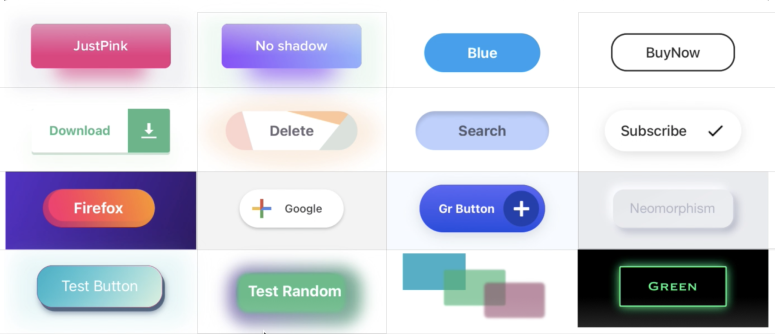 JustPink
No shadow
Blue
BuyNow
Download
Delete
Search
Subscribe
Firefox
Google
Gr Button
Neomorphism
Test Button
Test Random
GREEN